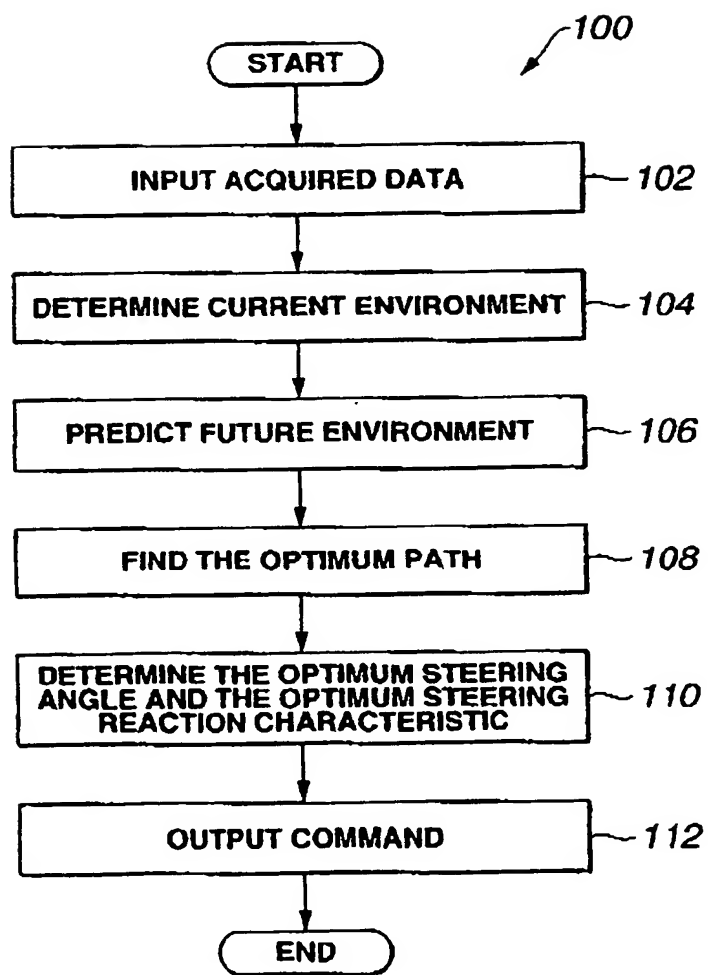 100
START
INPUT ACQUIRED DATA
102
DETERMINE CURRENT ENVIRONMENT
104
PREDICT FUTURE ENVIRONMENT
106
FIND THE OPTIMUM PATH
108
DETERMINE THE OPTIMUM STEERING
ANGLE AND THE OPTIMUM STEERING
REACTION CHARACTERISTIC
110
OUTPUT COMMAND
112
END